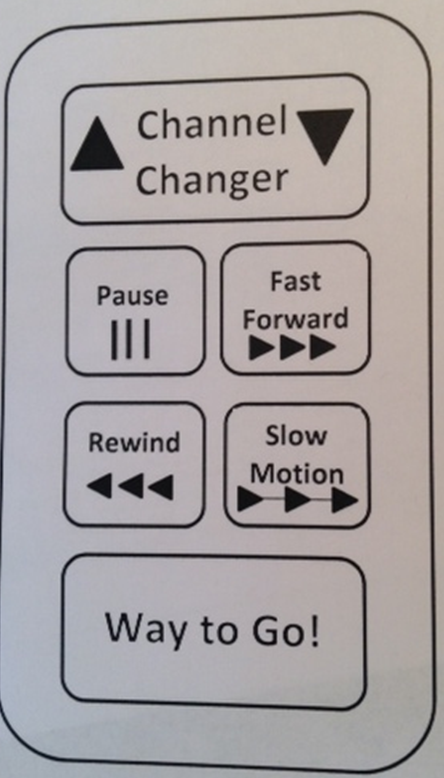 Channel
Changer
Pause
Fast
Forward
Rewind
Slow
Motion
Way to Go!